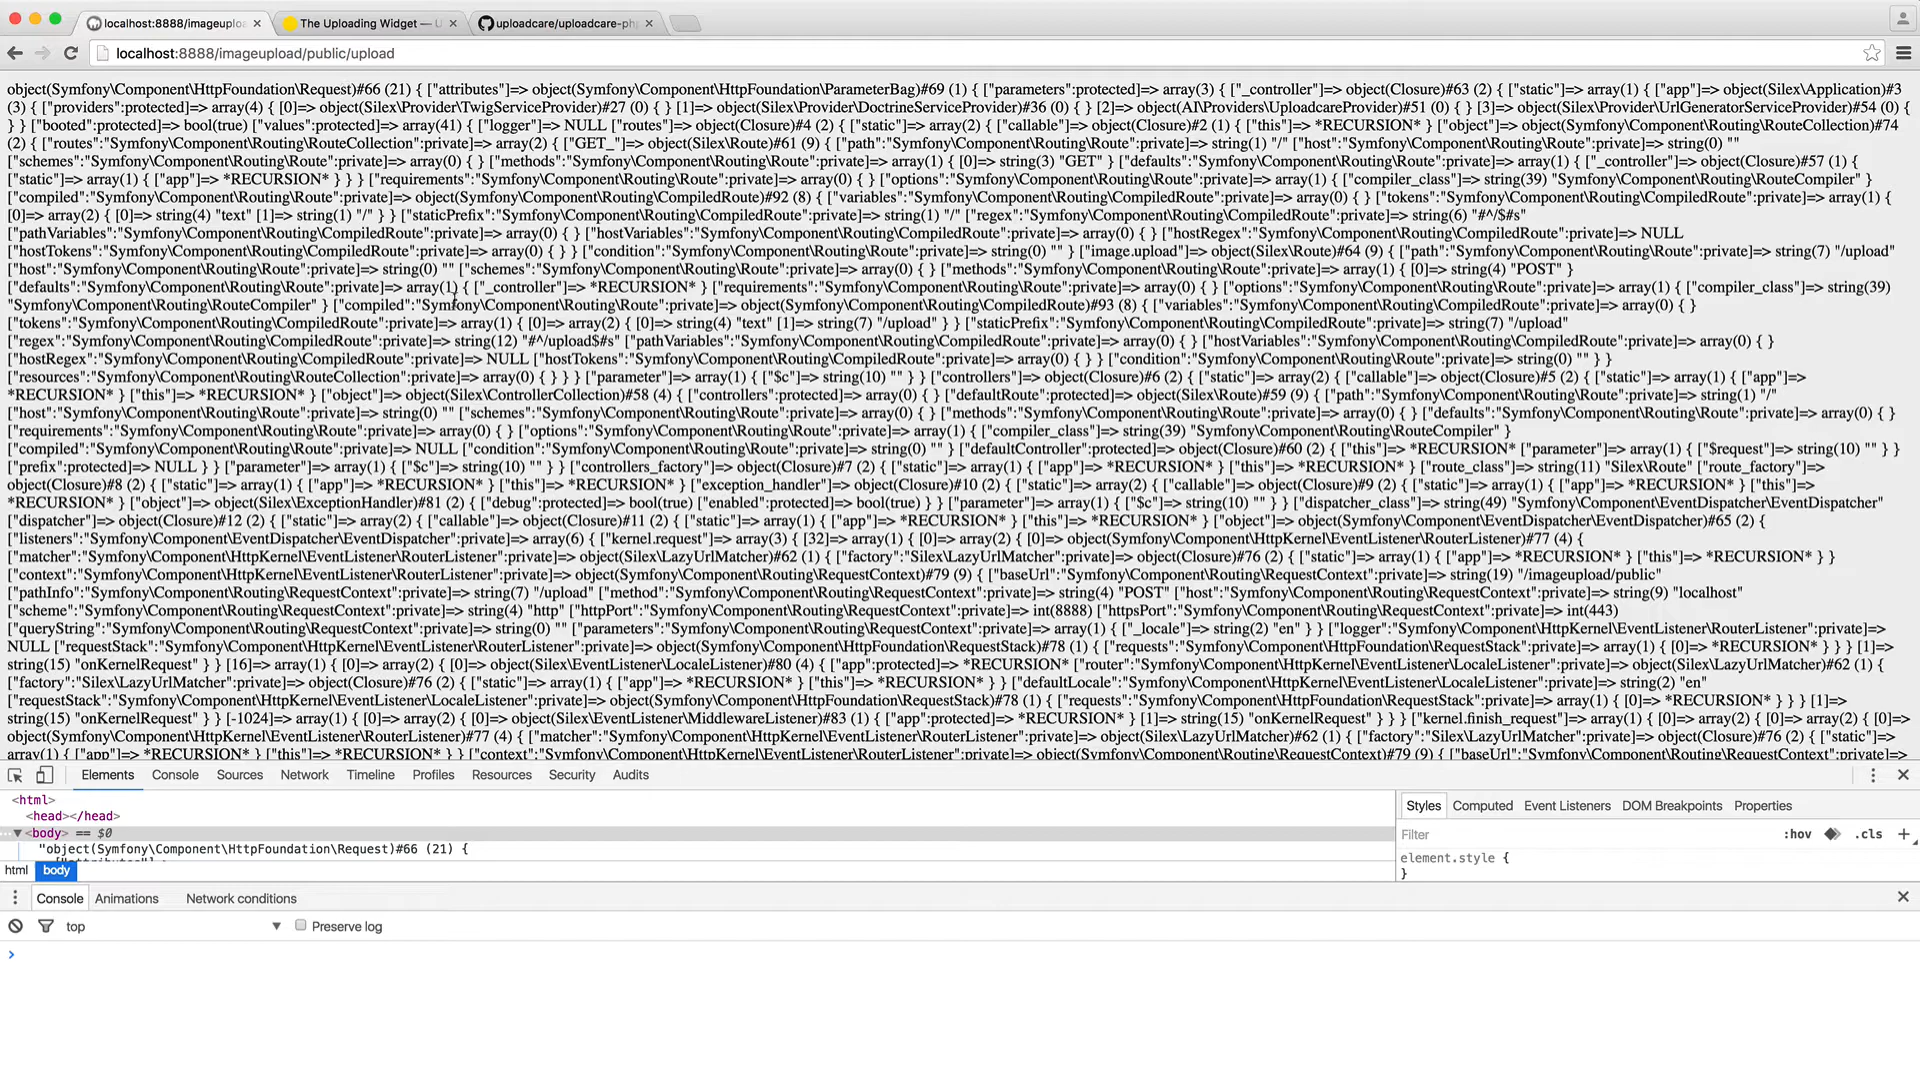 localhost:8888/imageuploa
The Uploading Widget — U
uploadcare/uploadcare-php
localhost:8888/imageupload/public/upload
object(Symfony\Component\HttpFoundation\Request)#66 (21) { ["attributes"]=> object(Symfony\Component\HttpFoundation\ParameterBag)#69 (1) { ["parameters":protected]=> array(3) { ["_controller"]=> object(Closure)#63 (2) { ["static"]=> array(1) { ["app"]=> object(Silex\Application)#3
(3) { ["providers":protected]=> array(4) { [0]=> object(Silex\Provider\TwigServiceProvider)#27 (0) { } [1]=> object(Silex\Provider\DoctrineServiceProvider)#36 (0) { } [2]=> object(AI\Providers\UploadcareProvider)#51 (0) { } [3]=> object(Silex\Provider\UrlGeneratorServiceProvider)#54 (0) {
} } ["booted":protected]=> bool(true) ["values":protected]=> array(41) { ["logger"]=> NULL ["routes"]=> object(Closure)#4 (2) { ["static"]=> array(2) { ["callable"]=> object(Closure)#2 (1) { ["this"]=> *RECURSION* } ["object"]=> object(Symfony\Component\Routing\RouteCollection)#74
(2) { ["routes":"Symfony\Component\Routing\RouteCollection":private]=> array(2) { ["GET_"]=> object(Silex\Route)#61 (9) { ["path":"Symfony\Component\Routing\Route":private]=> string(1) "/" ["host":"Symfony\Component\Routing\Route":private]=> string(0) ""
["schemes":"Symfony\Component\Routing\Route":private]=> array(0) { } ["methods":"Symfony\Component\Routing\Route":private]=> array(1) { [0]=> string(3) "GET" } ["defaults":"Symfony\Component\Routing\Route":private]=> array(1) { ["_controller"]=> object(Closure)#57 (1) {
["static"]=> array(1) { ["app"]=> *RECURSION* } } } ["requirements":"Symfony\Component\Routing\Route":private]=> array(0) { } ["options":"Symfony\Component\Routing\Route":private]=> array(1) { ["compiler_class"]=> string(39) "Symfony\Component\Routing\RouteCompiler" }
["compiled":"Symfony\Component\Routing\Route":private]=> object(Symfony\Component\Routing\CompiledRoute)#92 (8) { ["variables":"Symfony\Component\Routing\CompiledRoute":private]=> array(0) { } ["tokens":"Symfony\Component\Routing\CompiledRoute":private]=> array(1) {
[0]=> array(2) { [0]=> string(4) "text" [1]=> string(1) "/" } } ["staticPrefix":"Symfony\Component\Routing\CompiledRoute":private]=> string(1) "/" ["regex":"Symfony\Component\Routing\CompiledRoute":private]=> string(6) "#^/$#s"
["pathVariables":"Symfony\Component\Routing\CompiledRoute":private]=> array(0) { } ["hostVariables":"Symfony\Component\Routing\CompiledRoute":private]=> array(0) { } ["hostRegex":"Symfony\Component\Routing\CompiledRoute":private]=> NULL
["hostTokens":"Symfony\Component\Routing\CompiledRoute":private]=> array(0) { } } ["condition":"Symfony\Component\Routing\Route":private]=> string(0) "" } ["image.upload"]=> object(Silex\Route)#64 (9) { ["path":"Symfony\Component\Routing\Route":private]=> string(7) "/upload"
["host":"Symfony\Component\Routing\Route":private]=> string(0) "" ["schemes":"Symfony\Component\Routing\Route":private]=> array(0) { } ["methods":"Symfony\Component\Routing\Route":private]=> array(1) { [0]=> string(4) "POST" }
["defaults":"Symfony\Component\Routing\Route":private]=> array(1) { ["_controller"]=> *RECURSION* } ["requirements":"Symfony\Component\Routing\Route":private]=> array(0) { } ["options":"Symfony\Component\Routing\Route":private]=> array(1) { ["compiler_class"]=> string(39)
"Symfony\Component\Routing\RouteCompiler" } ["compiled":"Symfony\Component\Routing\Route":private]=> object(Symfony\Component\Routing\CompiledRoute)#93 (8) { ["variables":"Symfony\Component\Routing\CompiledRoute":private]=> array(0) { }
["tokens":"Symfony\Component\Routing\CompiledRoute":private]=> array(1) { [0]=> array(2) { [0]=> string(4) "text" [1]=> string(7) "/upload" } } ["staticPrefix":"Symfony\Component\Routing\CompiledRoute":private]=> string(7) "/upload"
["regex":"Symfony\Component\Routing\CompiledRoute":private]=> string(12) "#^/upload$#s" ["pathVariables":"Symfony\Component\Routing\CompiledRoute":private]=> array(0) { } ["hostVariables":"Symfony\Component\Routing\CompiledRoute":private]=> array(0) { }
["hostRegex":"Symfony\Component\Routing\CompiledRoute":private]=> NULL ["hostTokens":"Symfony\Component\Routing\CompiledRoute":private]=> array(0) { } } ["condition":"Symfony\Component\Routing\Route":private]=> string(0) "" } }
["resources":"Symfony\Component\Routing\RouteCollection":private]=> array(0) { } } } ["parameter"]=> array(1) { ["$c"]=> string(10) "" } } ["controllers"]=> object(Closure)#6 (2) { ["static"]=> array(2) { ["callable"]=> object(Closure)#5 (2) { ["static"]=> array(1) { ["app"]=>
*RECURSION* } ["this"]=> *RECURSION* } ["object"]=> object(Silex\ControllerCollection)#58 (4) { ["controllers":protected]=> array(0) { } ["defaultRoute":protected]=> object(Silex\Route)#59 (9) { ["path":"Symfony\Component\Routing\Route":private]=> string(1) "/"
["host":"Symfony\Component\Routing\Route":private]=> string(0) "" ["schemes":"Symfony\Component\Routing\Route":private]=> array(0) { } ["methods":"Symfony\Component\Routing\Route":private]=> array(0) { } ["defaults":"Symfony\Component\Routing\Route":private]=> array(0) { }
["requirements":"Symfony\Component\Routing\Route":private]=> array(0) { } ["options":"Symfony\Component\Routing\Route":private]=> array(1) { ["compiler_class"]=> string(39) "Symfony\Component\Routing\RouteCompiler" }
["compiled":"Symfony\Component\Routing\Route":private]=> NULL ["condition":"Symfony\Component\Routing\Route":private]=> string(0) "" } ["defaultController":protected]=> object(Closure)#60 (2) { ["this"]=> *RECURSION* ["parameter"]=> array(1) { ["$request"]=> string(10) "" } }
["prefix":protected]=> NULL } } ["parameter"]=> array(1) { ["$c"]=> string(10) "" } } ["controllers_factory"]=> object(Closure)#7 (2) { ["static"]=> array(1) { ["app"]=> *RECURSION* } ["this"]=> *RECURSION* } ["route_class"]=> string(11) "Silex\Route" ["route_factory"]=>
object(Closure)#8 (2) { ["static"]=> array(1) { ["app"]=> *RECURSION* } ["this"]=> *RECURSION* } ["exception_handler"]=> object(Closure)#10 (2) { ["static"]=> array(2) { ["callable"]=> object(Closure)#9 (2) { ["static"]=> array(1) { ["app"]=> *RECURSION* } ["this"]=>
*RECURSION* } ["object"]=> object(Silex\ExceptionHandler)#81 (2) { ["debug":protected]=> bool(true) ["enabled":protected]=> bool(true) } } ["parameter"]=> array(1) { ["$c"]=> string(10) "" } } ["dispatcher_class"]=> string(49) "Symfony\Component\EventDispatcher\EventDispatcher"
["dispatcher"]=> object(Closure)#12 (2) { ["static"]=> array(2) { ["callable"]=> object(Closure)#11 (2) { ["static"]=> array(1) { ["app"]=> *RECURSION* } ["this"]=> *RECURSION* } ["object"]=> object(Symfony\Component\EventDispatcher\EventDispatcher)#65 (2) {
["listeners":"Symfony\Component\EventDispatcher\EventDispatcher":private]=> array(6) { ["kernel.request"]=> array(3) { [32]=> array(1) { [0]=> array(2) { [0]=> object(Symfony\Component\HttpKernel\EventListener\RouterListener)#77 (4) {
["matcher":"Symfony\Component\HttpKernel\EventListener\RouterListener":private]=> object(Silex\LazyUrlMatcher)#62 (1) { ["factory":"Silex\LazyUrlMatcher":private]=> object(Closure)#76 (2) { ["static"]=> array(1) { ["app"]=> *RECURSION* } ["this"]=> *RECURSION* } }
["context":"Symfony\Component\HttpKernel\EventListener\RouterListener":private]=> object(Symfony\Component\Routing\RequestContext)#79 (9) { ["baseUrl":"Symfony\Component\Routing\RequestContext":private]=> string(19) "/imageupload/public"
["pathInfo":"Symfony\Component\Routing\RequestContext":private]=> string(7) "/upload" ["method":"Symfony\Component\Routing\RequestContext":private]=> string(4) "POST" ["host":"Symfony\Component\Routing\RequestContext":private]=> string(9) "localhost"
["scheme":"Symfony\Component\Routing\RequestContext":private]=> string(4) "http" ["httpPort":"Symfony\Component\Routing\RequestContext":private]=> int(8888) ["httpsPort":"Symfony\Component\Routing\RequestContext":private]=> int(443)
["queryString":"Symfony\Component\Routing\RequestContext":private]=> string(0) "" ["parameters":"Symfony\Component\Routing\RequestContext":private]=> array(1) { ["_locale"]=> string(2) "en" } } ["logger":"Symfony\Component\HttpKernel\EventListener\RouterListener":private]=>
NULL ["requestStack":"Symfony\Component\HttpKernel\EventListener\RouterListener":private]=> object(Symfony\Component\HttpFoundation\RequestStack)#78 (1) { ["requests":"Symfony\Component\HttpFoundation\RequestStack":private]=> array(1) { [0]=> *RECURSION* } } } [1]=>
string(15) "onKernelRequest" } } [16]=> array(1) { [0]=> array(2) { [0]=> object(Silex\EventListener\LocaleListener)#80 (4) { ["app":protected]=> *RECURSION* ["router":"Symfony\Component\HttpKernel\EventListener\LocaleListener":private]=> object(Silex\LazyUrlMatcher)#62 (1) {
["factory":"Silex\LazyUrlMatcher":private]=> object(Closure)#76 (2) { ["static"]=> array(1) { ["app"]=> *RECURSION* } ["this"]=> *RECURSION* } } ["defaultLocale":"Symfony\Component\HttpKernel\EventListener\LocaleListener":private]=> string(2) "en"
["requestStack":"Symfony\Component\HttpKernel\EventListener\LocaleListener":private]=> object(Symfony\Component\HttpFoundation\RequestStack)#78 (1) { ["requests":"Symfony\Component\HttpFoundation\RequestStack":private]=> array(1) { [0]=> *RECURSION* } } } [1]=>
string(15) "onKernelRequest" } } [-1024]=> array(1) { [0]=> array(2) { [0]=> object(Silex\EventListener\MiddlewareListener)#83 (1) { ["app":protected]=> *RECURSION* } [1]=> string(15) "onKernelRequest" } } } ["kernel.finish_request"]=> array(1) { [0]=> array(2) { [0]=> array(2) { [0]=>
object(Symfony\Component\HttpKernel\EventListener\RouterListener)#77 (4) { ["matcher":"Symfony\Component\HttpKernel\EventListener\RouterListener":private]=> object(Silex\LazyUrlMatcher)#62 (1) { ["factory":"Silex\LazyUrlMatcher":private]=> object(Closure)#76 (2) { ["static"]=>
array(1) { ["app"]=> *RECURSION* } ["this"]=> *RECURSION* } } ["context":"Symfony\Component\HttpKernel\EventListener\RouterListener":private]=> object(Symfony\Component\Routing\RequestContext)#79 (9) { ["baseUrl":"Symfony\Component\Routing\RequestContext":private]=>
Elements Console Sources Network Timeline Profiles Resources Security Audits
<html>
<head></head>
<body> == $0
"object(Symfony\Component\HttpFoundation\Request)#66 (21) {
html body
Styles Computed Event Listeners DOM Breakpoints Properties
Filter :hov .cls +
element.style {
}
Console Animations Network conditions
top Preserve log
>